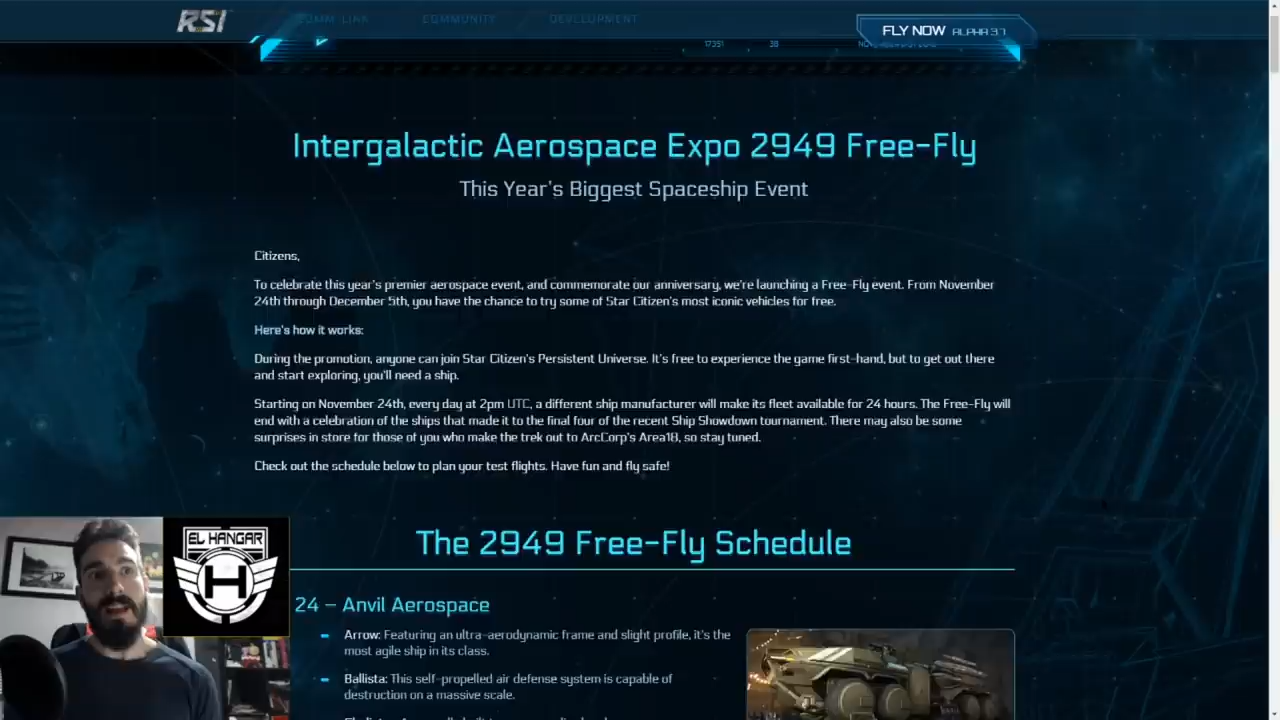 RSI
COMM-LINK
COMMUNITY
DEVELOPMENT
FLY NOW ALPHA 3.7
17351
38
Intergalactic Aerospace Expo 2949 Free-Fly
This Year's Biggest Spaceship Event
Citizens,
To celebrate this year's premier aerospace event, and commemorate our anniversary, we're launching a Free-Fly event. From November
24th through December 5th, you have the chance to try some of Star Citizen's most iconic vehicles for free.
Here's how it works:
During the promotion, anyone can join Star Citizen's Persistent Universe. It's free to experience the game first-hand, but to get out there
and start exploring, you'll need a ship.
Starting on November 24th, every day at 2pm UTC, a different ship manufacturer will make its fleet available for 24 hours. The Free-Fly will
end with a celebration of the ships that made it to the final four of the recent Ship Showdown tournament. There may also be some
surprises in store for those of you who make the trek out to ArcCorp's Area18, so stay tuned.
Check out the schedule below to plan your test flights. Have fun and fly safe!
The 2949 Free-Fly Schedule
EL HANGAR
H
24 – Anvil Aerospace
Arrow: Featuring an ultra-aerodynamic frame and slight profile, it's the
most agile ship in its class.
Ballista: This self-propelled air defense system is capable of
destruction on a massive scale.